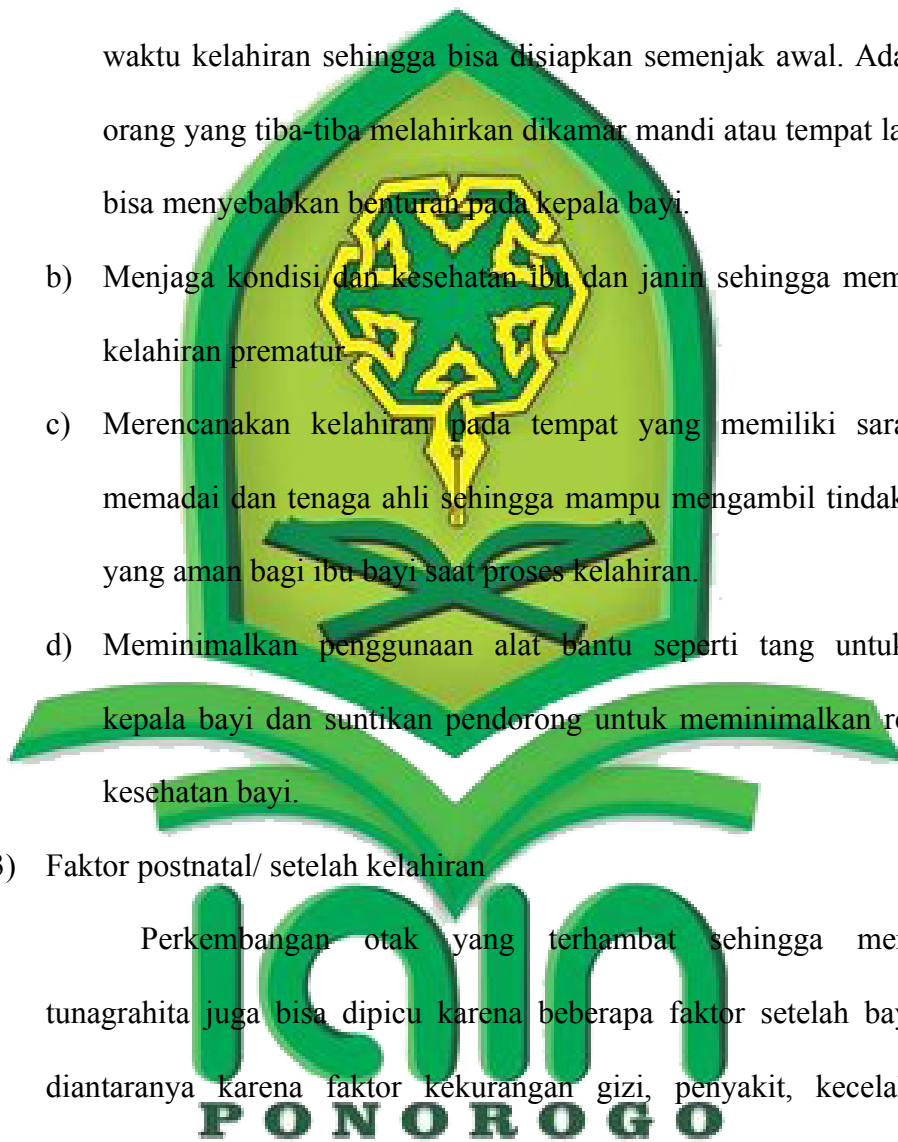 waktu kelahiran sehingga bisa disiapkan semenjak awal. Ada
orang yang tiba-tiba melahirkan dikamar mandi atau tempat la
bisa menyebabkan benturan pada kepala bayi.
b) Menjaga kondisi dan kesehatan ibu dan janin sehingga mem
kelahiran prematur
c) Merencanakan kelahiran pada tempat yang memiliki sara
memadai dan tenaga ahli sehingga mampu mengambil tindak
yang aman bagi ibu bayi saat proses kelahiran.
d) Meminimalkan penggunaan alat bantu seperti tang untuk
kepala bayi dan suntikan pendorong untuk meminimalkan re
kesehatan bayi.
3) Faktor postnatal/ setelah kelahiran
Perkembangan otak yang terhambat sehingga men
tunagrahita juga bisa dipicu karena beberapa faktor setelah bay
diantaranya karena faktor kekurangan gizi, penyakit, kecela
iain
PONOROGO